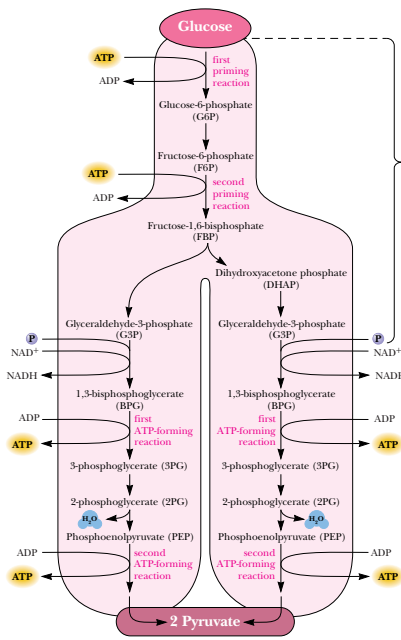 Glucose
ATP
first
priming
reaction
ADP
Glucose-6-phosphate
(G6P)
Fructose-6-phosphate
(F6P)
ATP
second
priming
reaction
ADP
Fructose-1,6-bisphosphate
(FBP)
Dihydroxyacetone phosphate
(DHAP)
Glyceraldehyde-3-phosphate
(G3P)
P
NAD+
NADH
1,3-bisphosphoglycerate
(BPG)
ADP
first
ATP-forming
reaction
ATP
3-phosphoglycerate (3PG)
2-phosphoglycerate (2PG)
H2O
Phosphoenolpyruvate (PEP)
ADP
second
ATP-forming
reaction
ATP
Glyceraldehyde-3-phosphate
(G3P)
P
NAD+
NADH
1,3-bisphosphoglycerate
(BPG)
first
ATP-forming
reaction
ADP
ATP
3-phosphoglycerate (3PG)
2-phosphoglycerate (2PG)
H2O
Phosphoenolpyruvate (PEP)
second
ATP-forming
reaction
ADP
ATP
2 Pyruvate